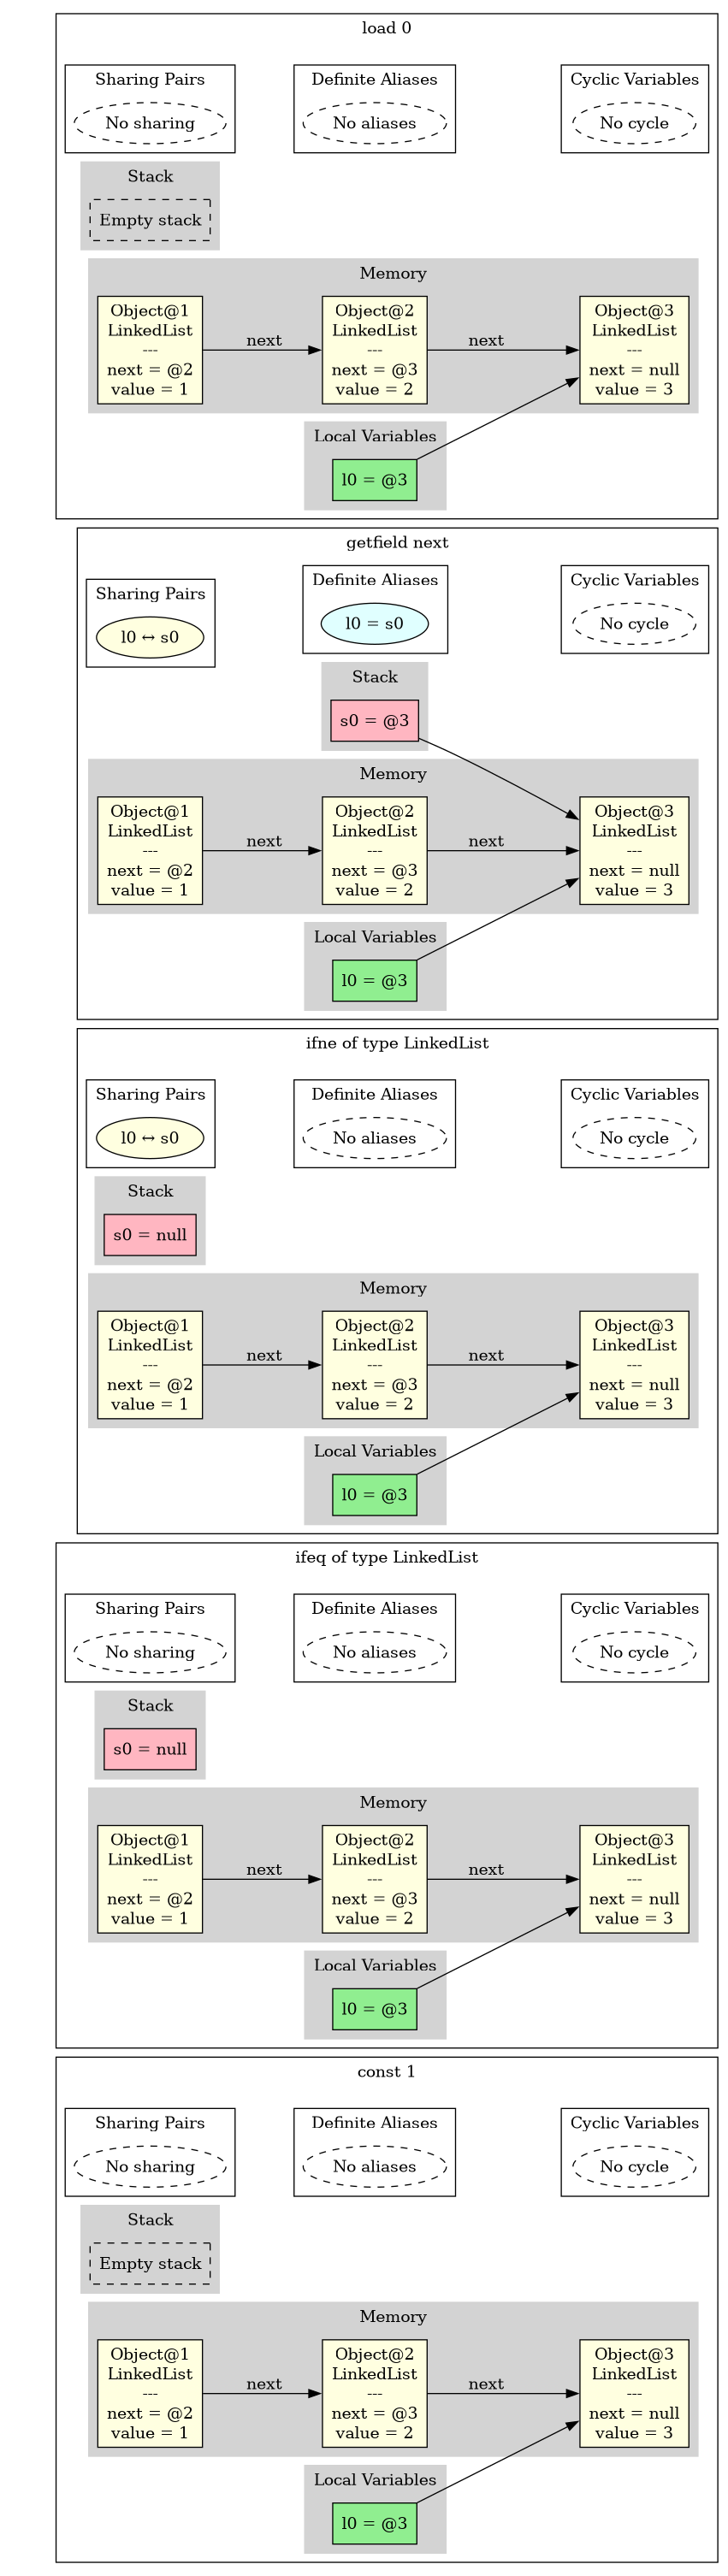 load 0
Sharing Pairs
No sharing
Definite Aliases
No aliases
Cyclic Variables
No cycle
Stack
Empty stack
Memory
Object@1
LinkedList
---
next = @2
value = 1
next
Object@2
LinkedList
---
next = @3
value = 2
next
Object@3
LinkedList
---
next = null
value = 3
Local Variables
l0 = @3
getfield next
Sharing Pairs
l0 ↔ s0
Definite Aliases
l0 = s0
Cyclic Variables
No cycle
Stack
s0 = @3
Memory
Object@1
LinkedList
---
next = @2
value = 1
next
Object@2
LinkedList
---
next = @3
value = 2
next
Object@3
LinkedList
---
next = null
value = 3
Local Variables
l0 = @3
ifne of type LinkedList
Sharing Pairs
l0 ↔ s0
Definite Aliases
No aliases
Cyclic Variables
No cycle
Stack
s0 = null
Memory
Object@1
LinkedList
---
next = @2
value = 1
next
Object@2
LinkedList
---
next = @3
value = 2
next
Object@3
LinkedList
---
next = null
value = 3
Local Variables
l0 = @3
ifeq of type LinkedList
Sharing Pairs
No sharing
Definite Aliases
No aliases
Cyclic Variables
No cycle
Stack
s0 = null
Memory
Object@1
LinkedList
---
next = @2
value = 1
next
Object@2
LinkedList
---
next = @3
value = 2
next
Object@3
LinkedList
---
next = null
value = 3
Local Variables
l0 = @3
const 1
Sharing Pairs
No sharing
Definite Aliases
No aliases
Cyclic Variables
No cycle
Stack
Empty stack
Memory
Object@1
LinkedList
---
next = @2
value = 1
next
Object@2
LinkedList
---
next = @3
value = 2
next
Object@3
LinkedList
---
next = null
value = 3
Local Variables
l0 = @3